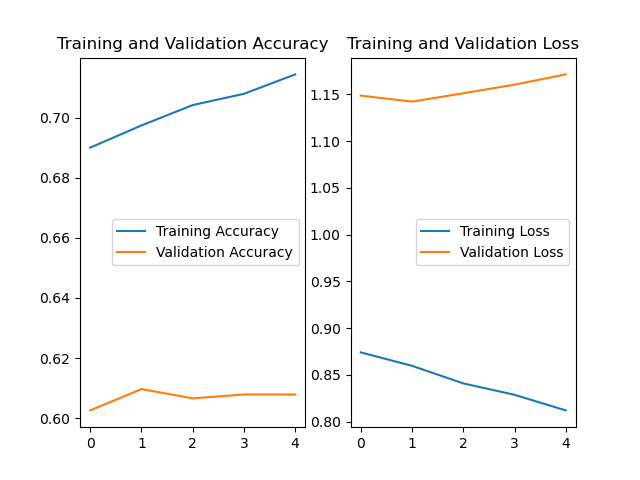 Training and Validation Accuracy
0.70
0.68
0.66
0.64
0.62
0.60
Training Accuracy
Validation Accuracy
0 1 2 3 4
Training and Validation Loss
1.15
1.10
1.05
1.00
0.95
0.90
0.85
0.80
Training Loss
Validation Loss
0 1 2 3 4